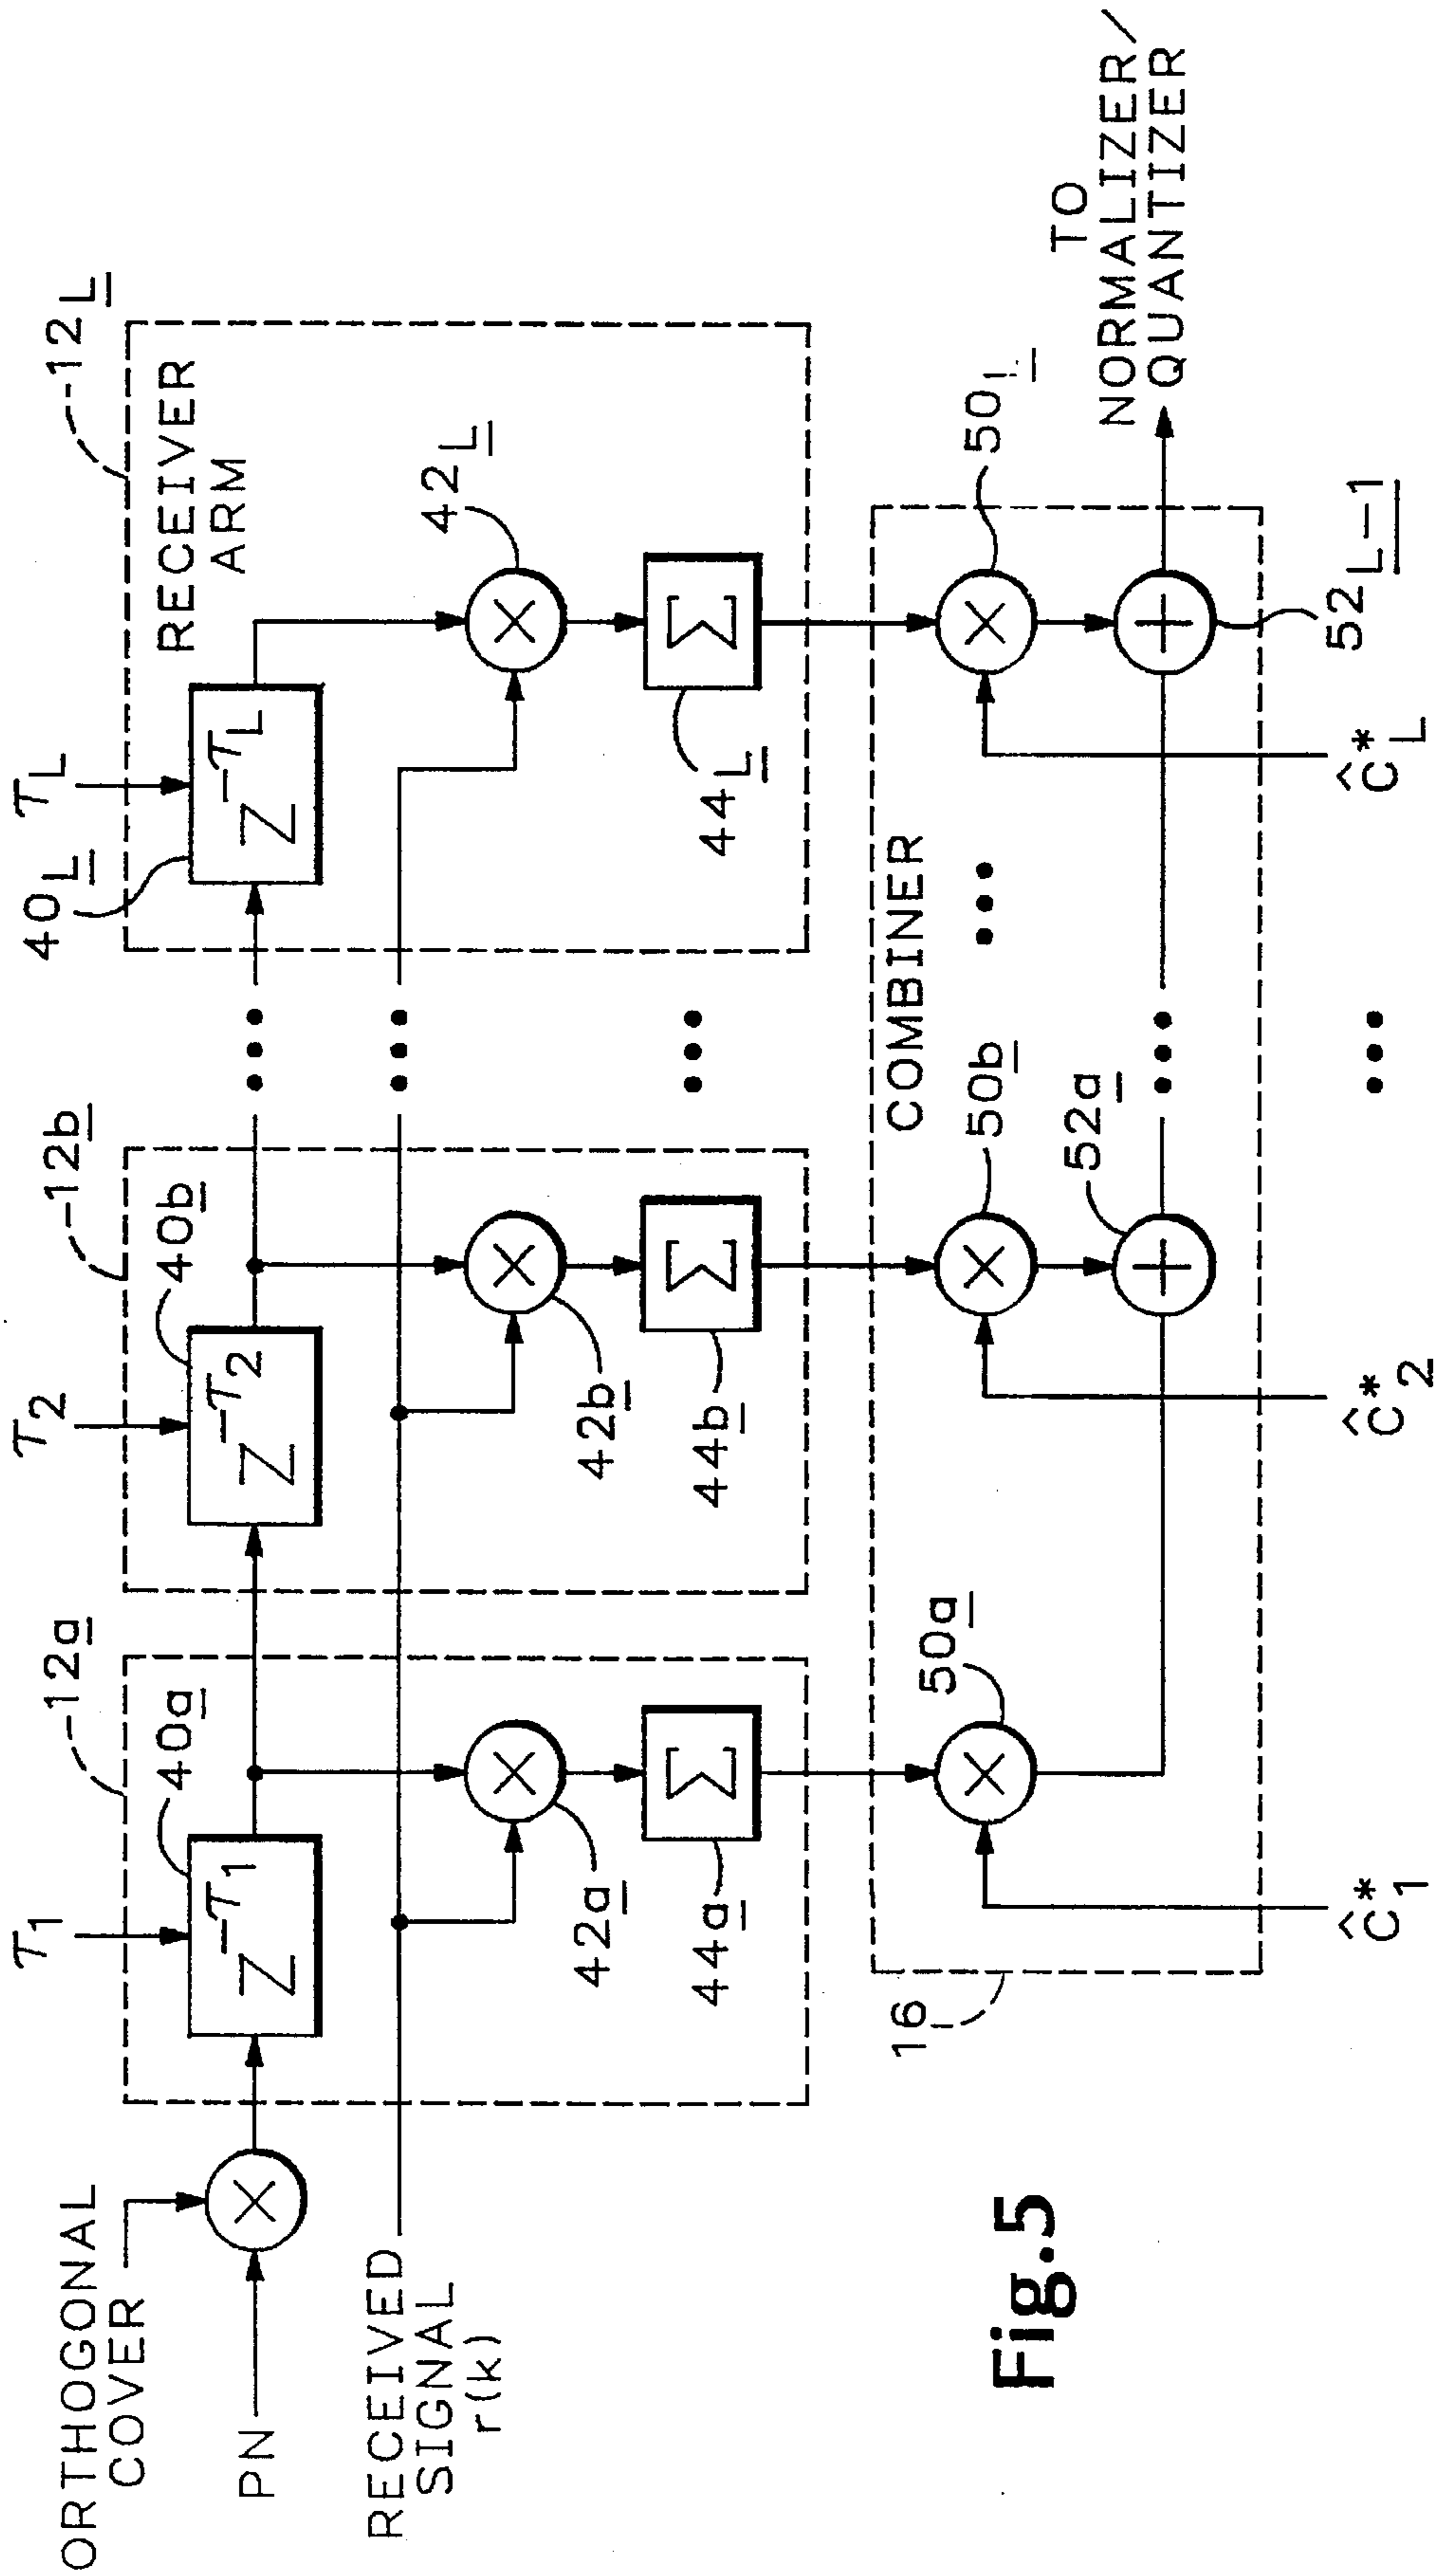 ORTHOGONAL
COVER
PN
RECEIVED
SIGNAL
r(k)
τ1
12a
40a
Z^-τ1
42a
44a
τ2
12b
40b
Z^-τ2
42b
44b
τL
12L
40L
RECEIVER
ARM
Z^-τL
42L
44L
16
COMBINER
50a
50b
52a
50L
52L-1
Ĉ*1
Ĉ*2
Ĉ*L
TO
NORMALIZER/
QUANTIZER
Σ
Σ
Σ
Fig.5